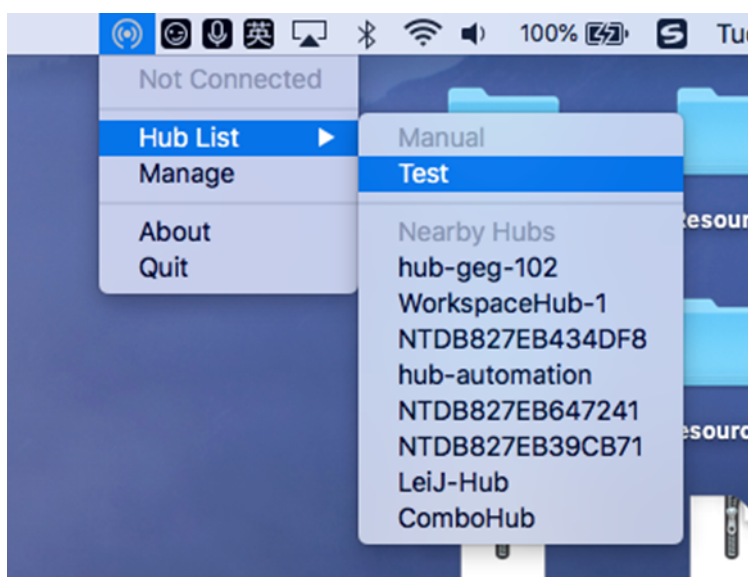 英 100% S Tu
Not Connected
Hub List
Manage
About
Quit
Manual
Test
Nearby Hubs
hub-geg-102
WorkspaceHub-1
NTDB827EB434DF8
hub-automation
NTDB827EB647241
NTDB827EB39CB71
LeiJ-Hub
ComboHub
esour
esourc